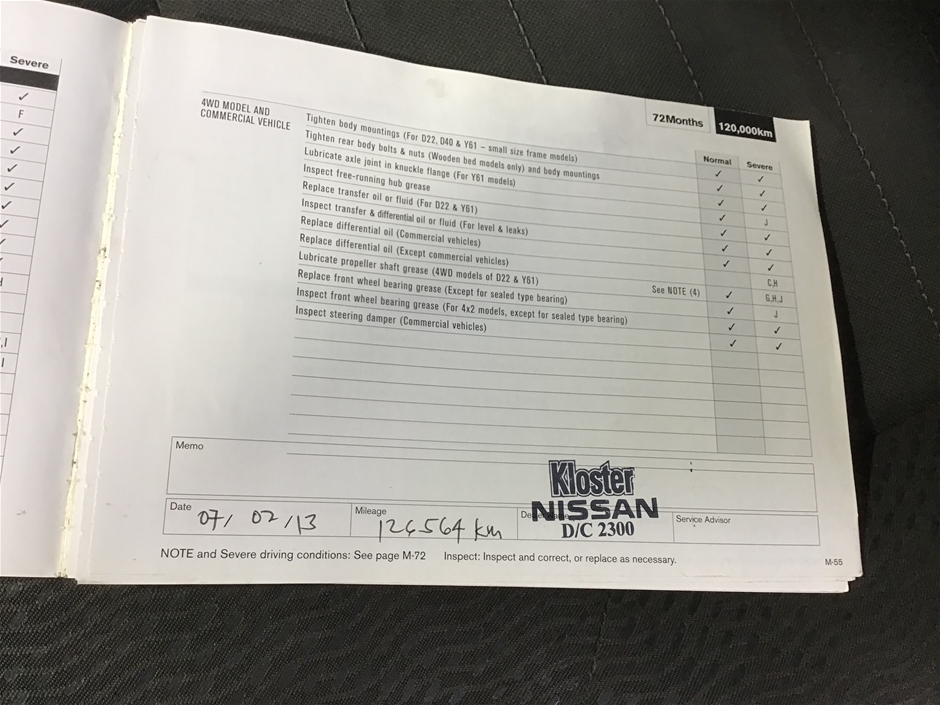 Severe
✓
F
✓
✓
✓
✓
✓
✓
✓
✓
72Months 120,000km
4WD MODEL AND
COMMERCIAL VEHICLE
Normal Severe
Tighten body mountings (For D22, D40 & Y61 – small size frame models) ✓ ✓
Tighten rear body bolts & nuts (Wooden bed models only) and body mountings ✓ ✓
Lubricate axle joint in knuckle flange (For Y61 models) ✓ ✓
Inspect free-running hub grease ✓ J
Replace transfer oil or fluid (For D22 & Y61) ✓ ✓
Inspect transfer & differential oil or fluid (For level & leaks) ✓ ✓
Replace differential oil (Commercial vehicles) ✓ ✓
Replace differential oil (Except commercial vehicles) C,H
Lubricate propeller shaft grease (4WD models of D22 & Y61) See NOTE (4) ✓ G,H,J
Replace front wheel bearing grease (Except for sealed type bearing) ✓ J
Inspect front wheel bearing grease (For 4x2 models, except for sealed type bearing) ✓ ✓
Inspect steering damper (Commercial vehicles) ✓ ✓
Memo
Kloster
NISSAN
D/C 2300
Date 07/ 02/13
Mileage 126564 km
Service Advisor
NOTE and Severe driving conditions: See page M-72 Inspect: Inspect and correct, or replace as necessary.
M-55